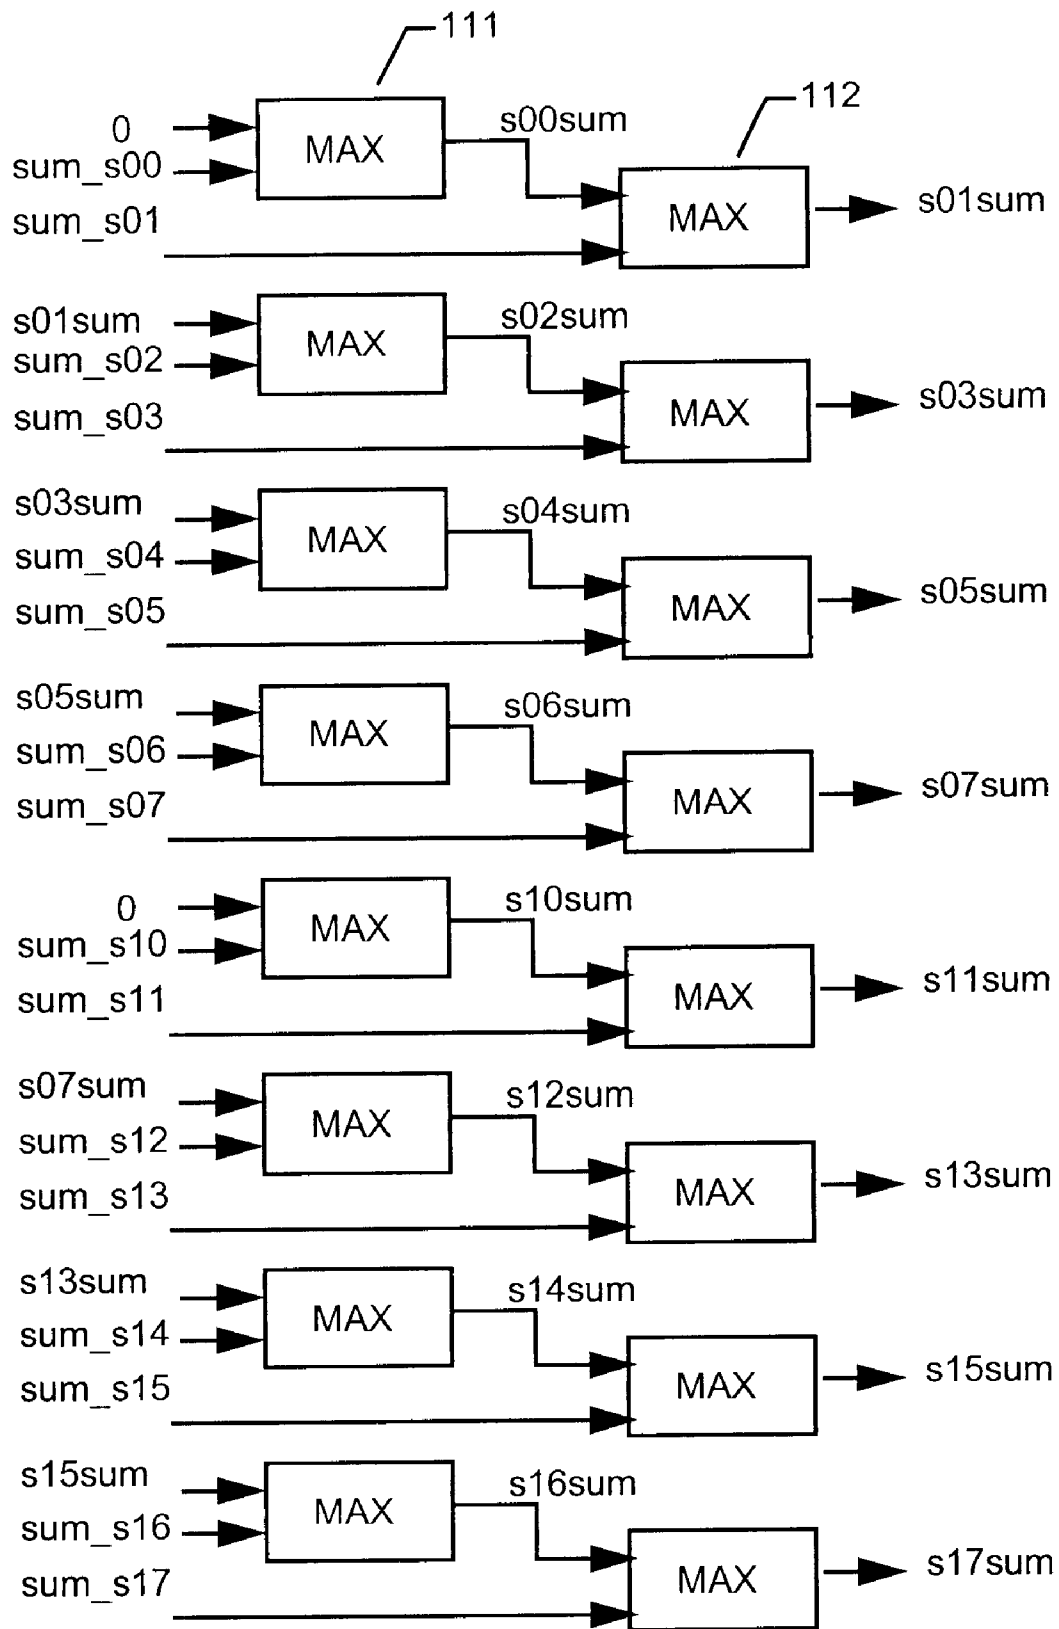 111
112
0
MAX
s00sum
sum_s00
MAX
s01sum
sum_s01
s01sum
MAX
s02sum
sum_s02
MAX
s03sum
sum_s03
s03sum
MAX
s04sum
sum_s04
MAX
s05sum
sum_s05
s05sum
MAX
s06sum
sum_s06
MAX
s07sum
sum_s07
0
MAX
s10sum
sum_s10
MAX
s11sum
sum_s11
s07sum
MAX
s12sum
sum_s12
MAX
s13sum
sum_s13
s13sum
MAX
s14sum
sum_s14
MAX
s15sum
sum_s15
s15sum
MAX
s16sum
sum_s16
MAX
s17sum
sum_s17